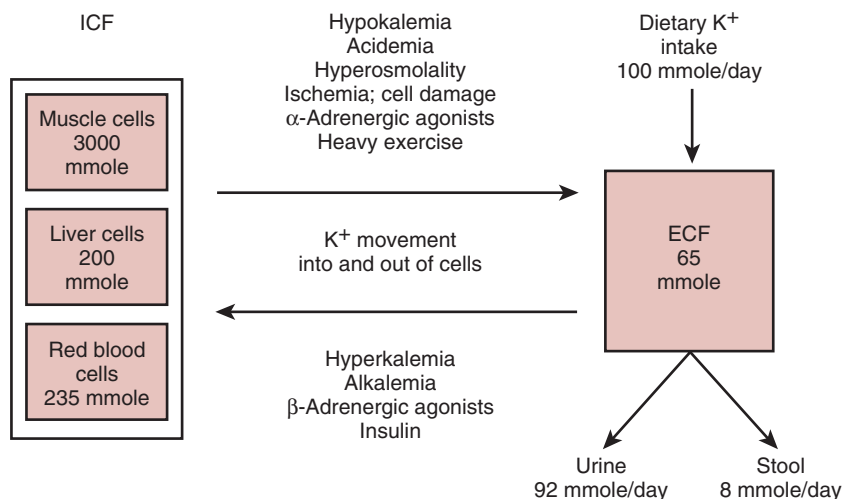 ICF
Muscle cells
3000
mmole
Liver cells
200
mmole
Red blood
cells
235 mmole
Hypokalemia
Acidemia
Hyperosmolality
Ischemia; cell damage
α-Adrenergic agonists
Heavy exercise
K⁺ movement
into and out of cells
Hyperkalemia
Alkalemia
β-Adrenergic agonists
Insulin
Dietary K⁺
intake
100 mmole/day
ECF
65
mmole
Urine
92 mmole/day
Stool
8 mmole/day